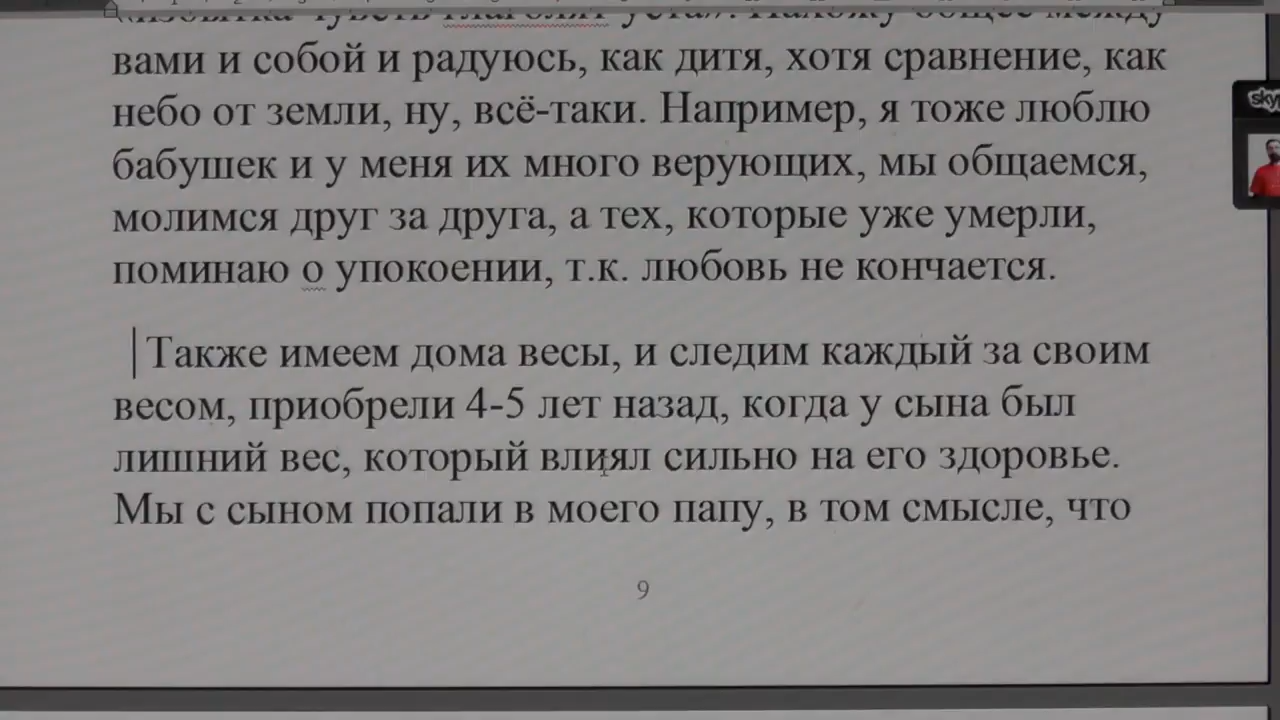 вами и собой и радуюсь, как дитя, хотя сравнение, как
небо от земли, ну, всё-таки. Например, я тоже люблю
бабушек и у меня их много верующих, мы общаемся,
молимся друг за друга, а тех, которые уже умерли,
поминаю о упокоении, т.к. любовь не кончается.
Также имеем дома весы, и следим каждый за своим
весом, приобрели 4-5 лет назад, когда у сына был
лишний вес, который влиял сильно на его здоровье.
Мы с сыном попали в моего папу, в том смысле, что
9